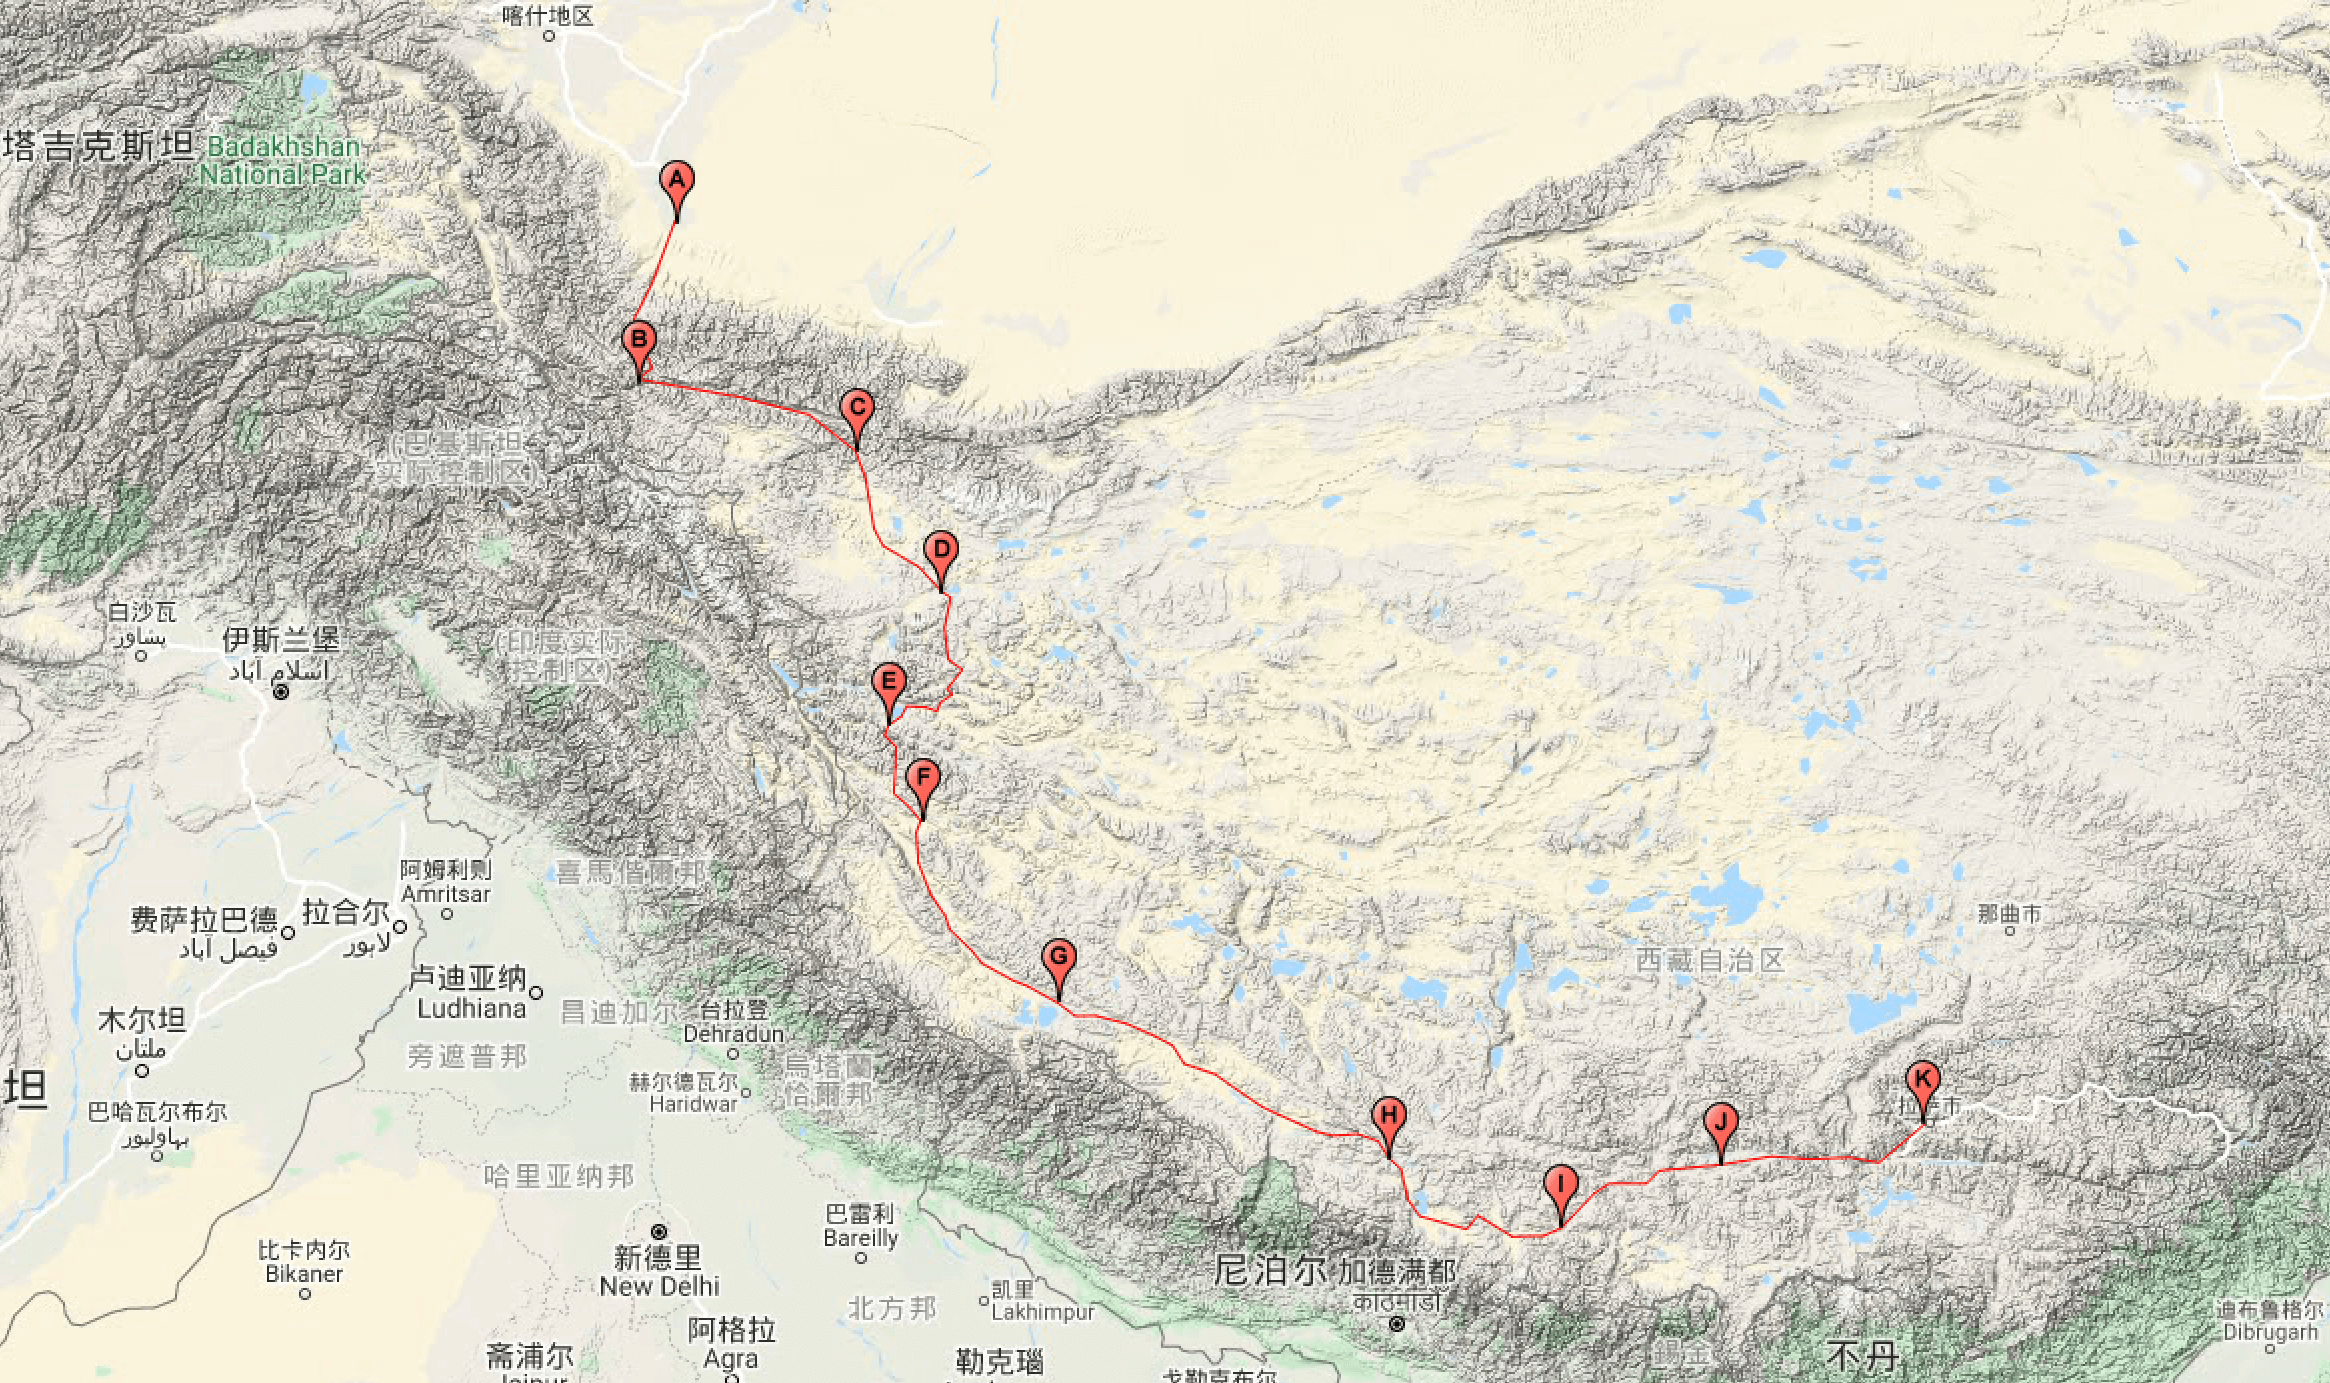 喀什地区
塔吉克斯坦
Badakhshan
National Park
A
B
C
(巴基斯坦
实际控制区)
D
白沙瓦
پشاور
伊斯兰堡
اسلام آباد
(印度实际
控制区)
E
F
喜馬偕爾邦
阿姆利则
Amritsar
费萨拉巴德
فیصل آباد
拉合尔
لاہور
那曲市
西藏自治区
G
卢迪亚纳
Ludhiana
昌迪加尔
台拉登
Dehradun
木尔坦
ملتان
旁遮普邦
烏塔蘭
恰爾邦
坦
赫尔德瓦尔
Haridwar
巴哈瓦尔布尔
بہاولپور
H
J
K
市
哈里亚纳邦
I
巴雷利
Bareilly
比卡内尔
Bikaner
新德里
New Delhi
尼泊尔
加德满都
काठमाडौं
凯里
Lakhimpur
北方邦
阿格拉
Agra
斋浦尔
勒克瑙
锡金
不丹
迪布鲁格尔
Dibrugarh